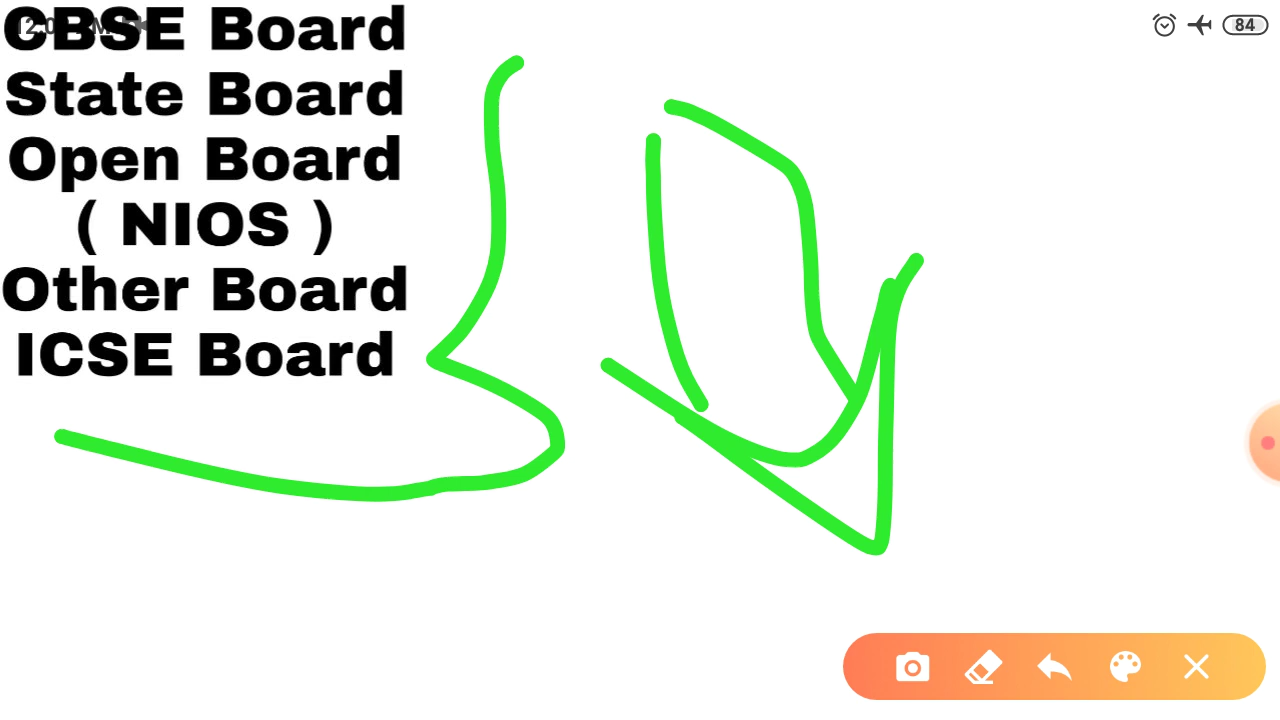 CBSE Board
State Board
Open Board
( NIOS )
Other Board
ICSE Board
84